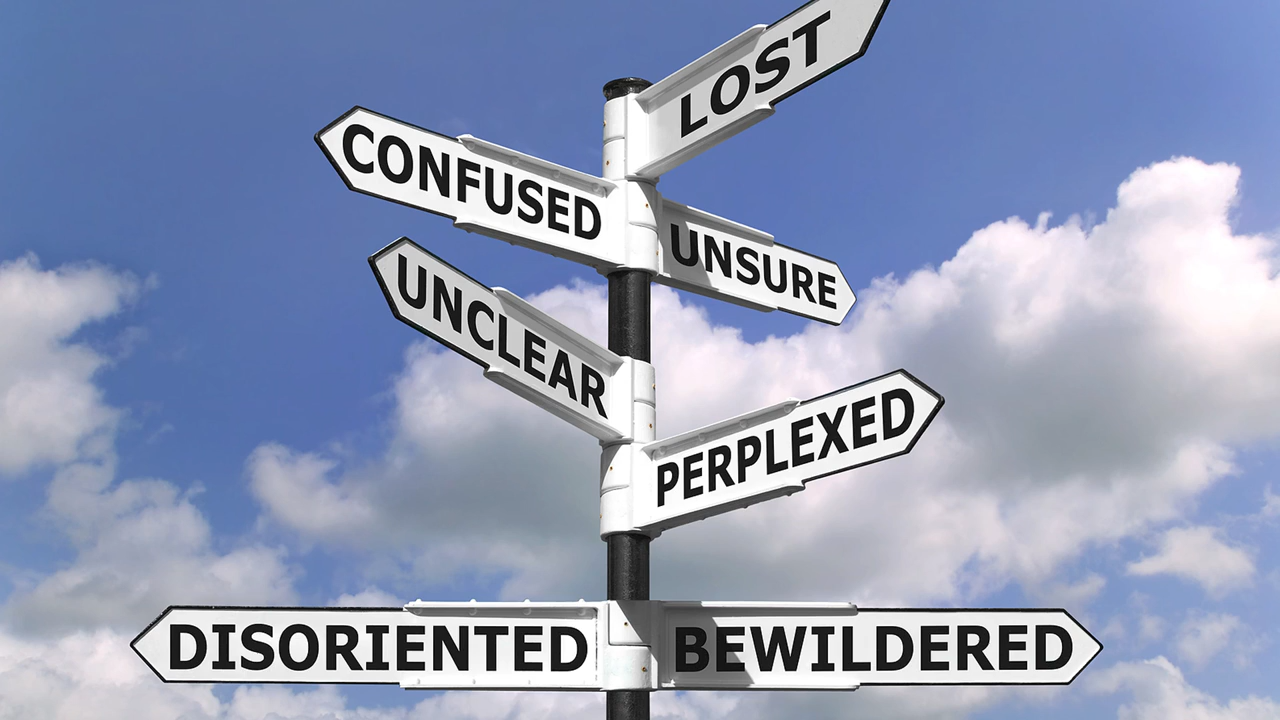 LOST
CONFUSED
UNSURE
UNCLEAR
PERPLEXED
DISORIENTED
BEWILDERED